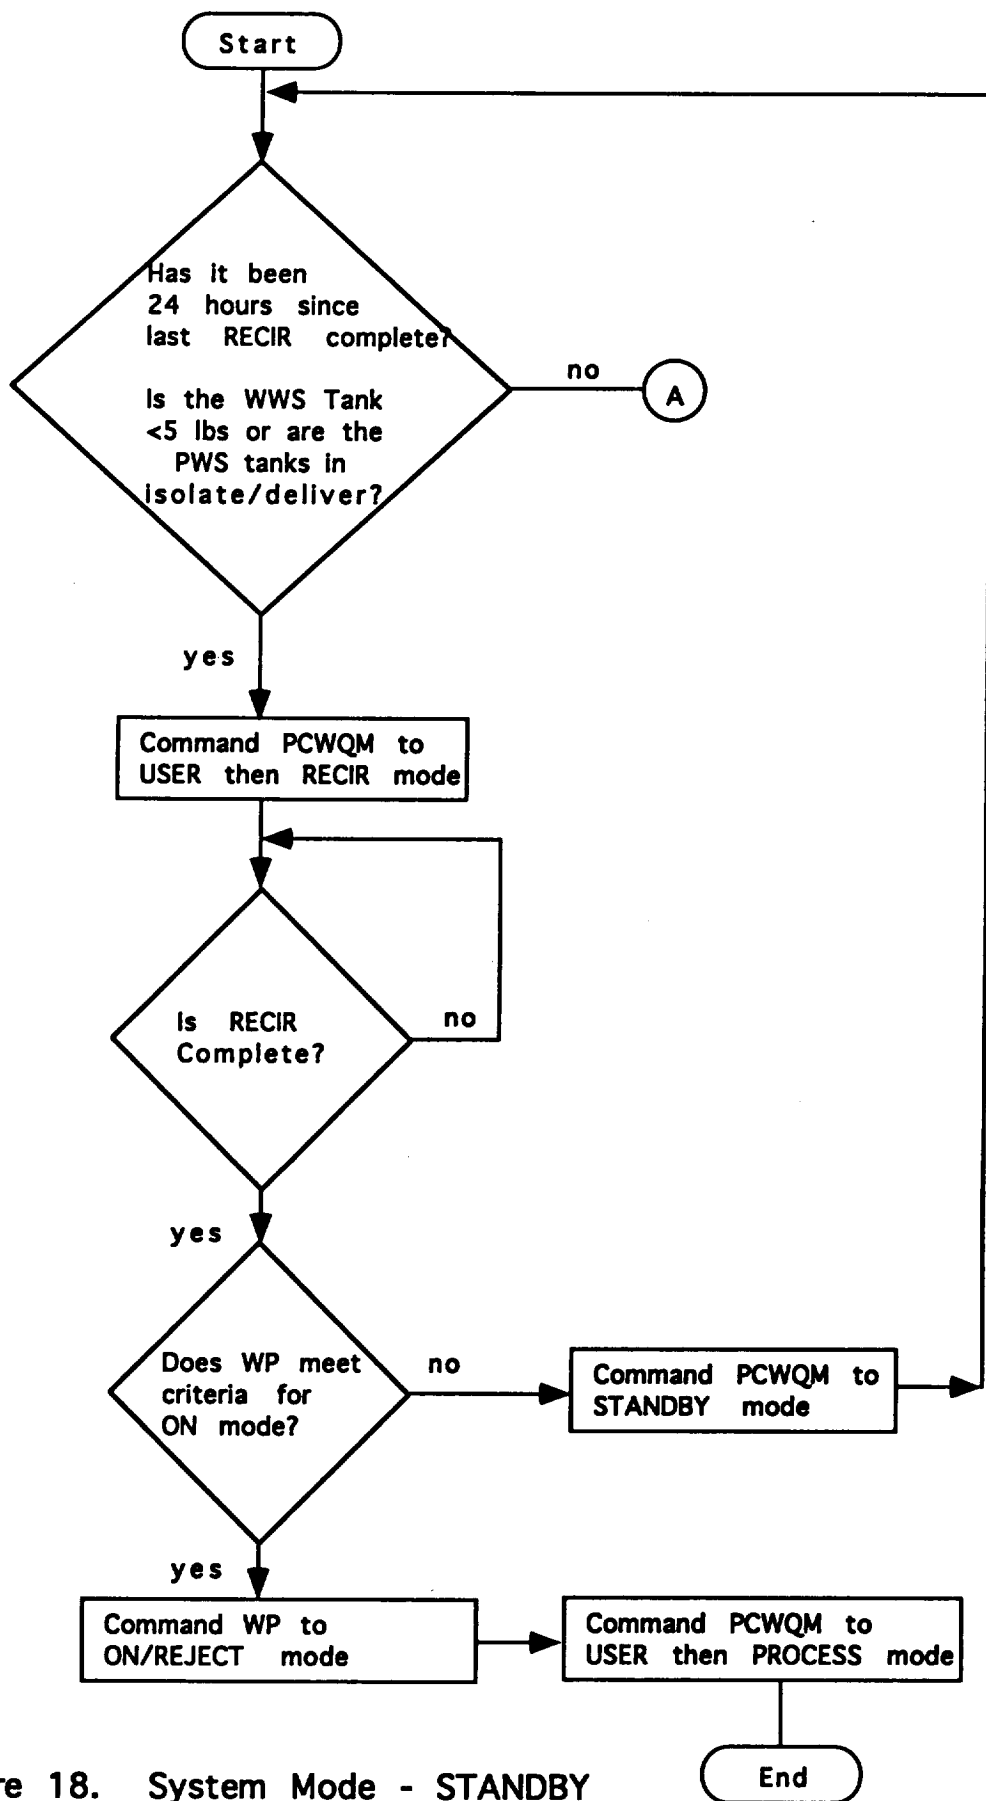 Start
Has it been
24 hours since
last RECIR complete?
Is the WWS Tank
<5 lbs or are the
PWS tanks in
isolate/deliver?
no
A
yes
Command PCWQM to
USER then RECIR mode
Is RECIR
Complete?
no
yes
Does WP meet
criteria for
ON mode?
no
Command PCWQM to
STANDBY mode
yes
Command WP to
ON/REJECT mode
Command PCWQM to
USER then PROCESS mode
End
re 18. System Mode - STANDBY